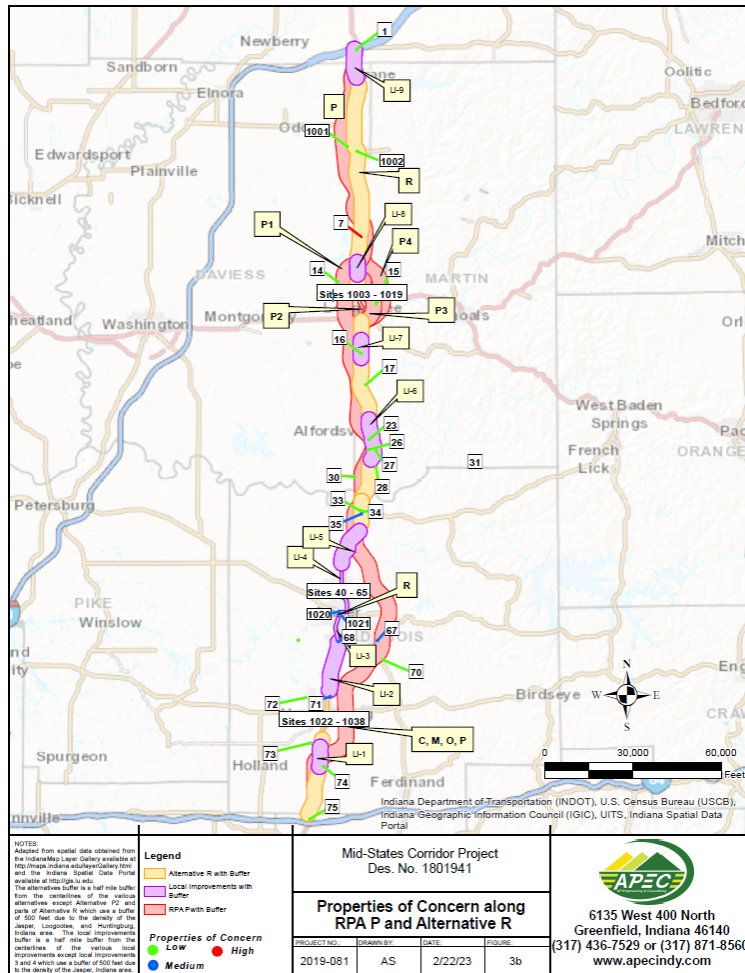 1
Newberry
Sandborn
Oolitic
Elnora
LI-9
P
Bedford
LAWREN
1001
Edwardsport
1002
Plainville
R
Bicknell
LI-8
7
P1
P4
Mitch
14
15
DAVIESS
MARTIN
Sites 1003 - 1019
P2
P3
Washington
LI-7
16
17
LI-6
West Baden
Springs
23
Alfordsv
26
French
Lick
ORANGE
31
27
30
28
Petersburg
33
34
35
LI-5
LI-4
Sites 40 - 65
R
PIKE
1020
Winslow
1021
67
68
LI-3
70
N
W E
S
Birdseye
LI-2
72
71
Sites 1022 - 1038
C, M, O, P
73
Spurgeon
Holland
LI-1
74
Ferdinand
75
0 30,000 60,000
Feet
Indiana Department of Transportation (INDOT), U.S. Census Bureau (USCB),
Indiana Geographic Information Council (IGIC), UITS, Indiana Spatial Data
Portal
NOTES:
Adapted from spatial data obtained from
the IndianaMap Layer Gallery available at
http://maps.indiana.edu/layerGallery.html
and the Indiana Spatial Data Portal
available at http://gis.iu.edu.
The alternatives buffer is a half mile buffer
from the centerlines of the various
alternatives except Alternative P2 and
parts of Alternative R which use a buffer
of 500 feet due to the density of the
Jasper, Loogootee, and Huntingburg,
Indiana area. The local improvements
buffer is a half mile buffer from the
centerlines of the various local
improvements except local improvements
3 and 4 which use a buffer of 500 feet due
to the density of the Jasper, Indiana area.
Legend
Alternative R with Buffer
Local Improvements with
Buffer
RPA Pwith Buffer
Properties of Concern
Low High
Medium
Mid-States Corridor Project
Des. No. 1801941
Properties of Concern along
RPA P and Alternative R
PROJECT NO.: DRAWN BY: DATE: FIGURE:
2019-081 AS 2/22/23 3b
APEC
6135 West 400 North
Greenfield, Indiana 46140
(317) 436-7529 or (317) 871-8560
www.apecindy.com